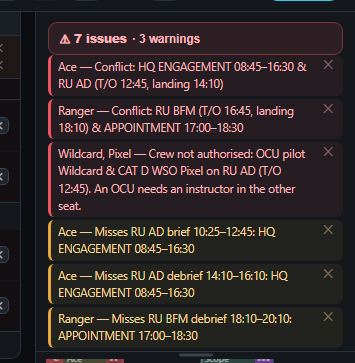 ⚠ 7 issues · 3 warnings
Ace — Conflict: HQ ENGAGEMENT 08:45–16:30 &
RU AD (T/O 12:45, landing 14:10)
Ranger — Conflict: RU BFM (T/O 16:45, landing
18:10) & APPOINTMENT 17:00–18:30
Wildcard, Pixel — Crew not authorised: OCU pilot
Wildcard & CAT D WSO Pixel on RU AD (T/O
12:45). An OCU needs an instructor in the other
seat.
Ace — Misses RU AD brief 10:25–12:45: HQ
ENGAGEMENT 08:45–16:30
Ace — Misses RU AD debrief 14:10–16:10: HQ
ENGAGEMENT 08:45–16:30
Ranger — Misses RU BFM debrief 18:10–20:10:
APPOINTMENT 17:00–18:30